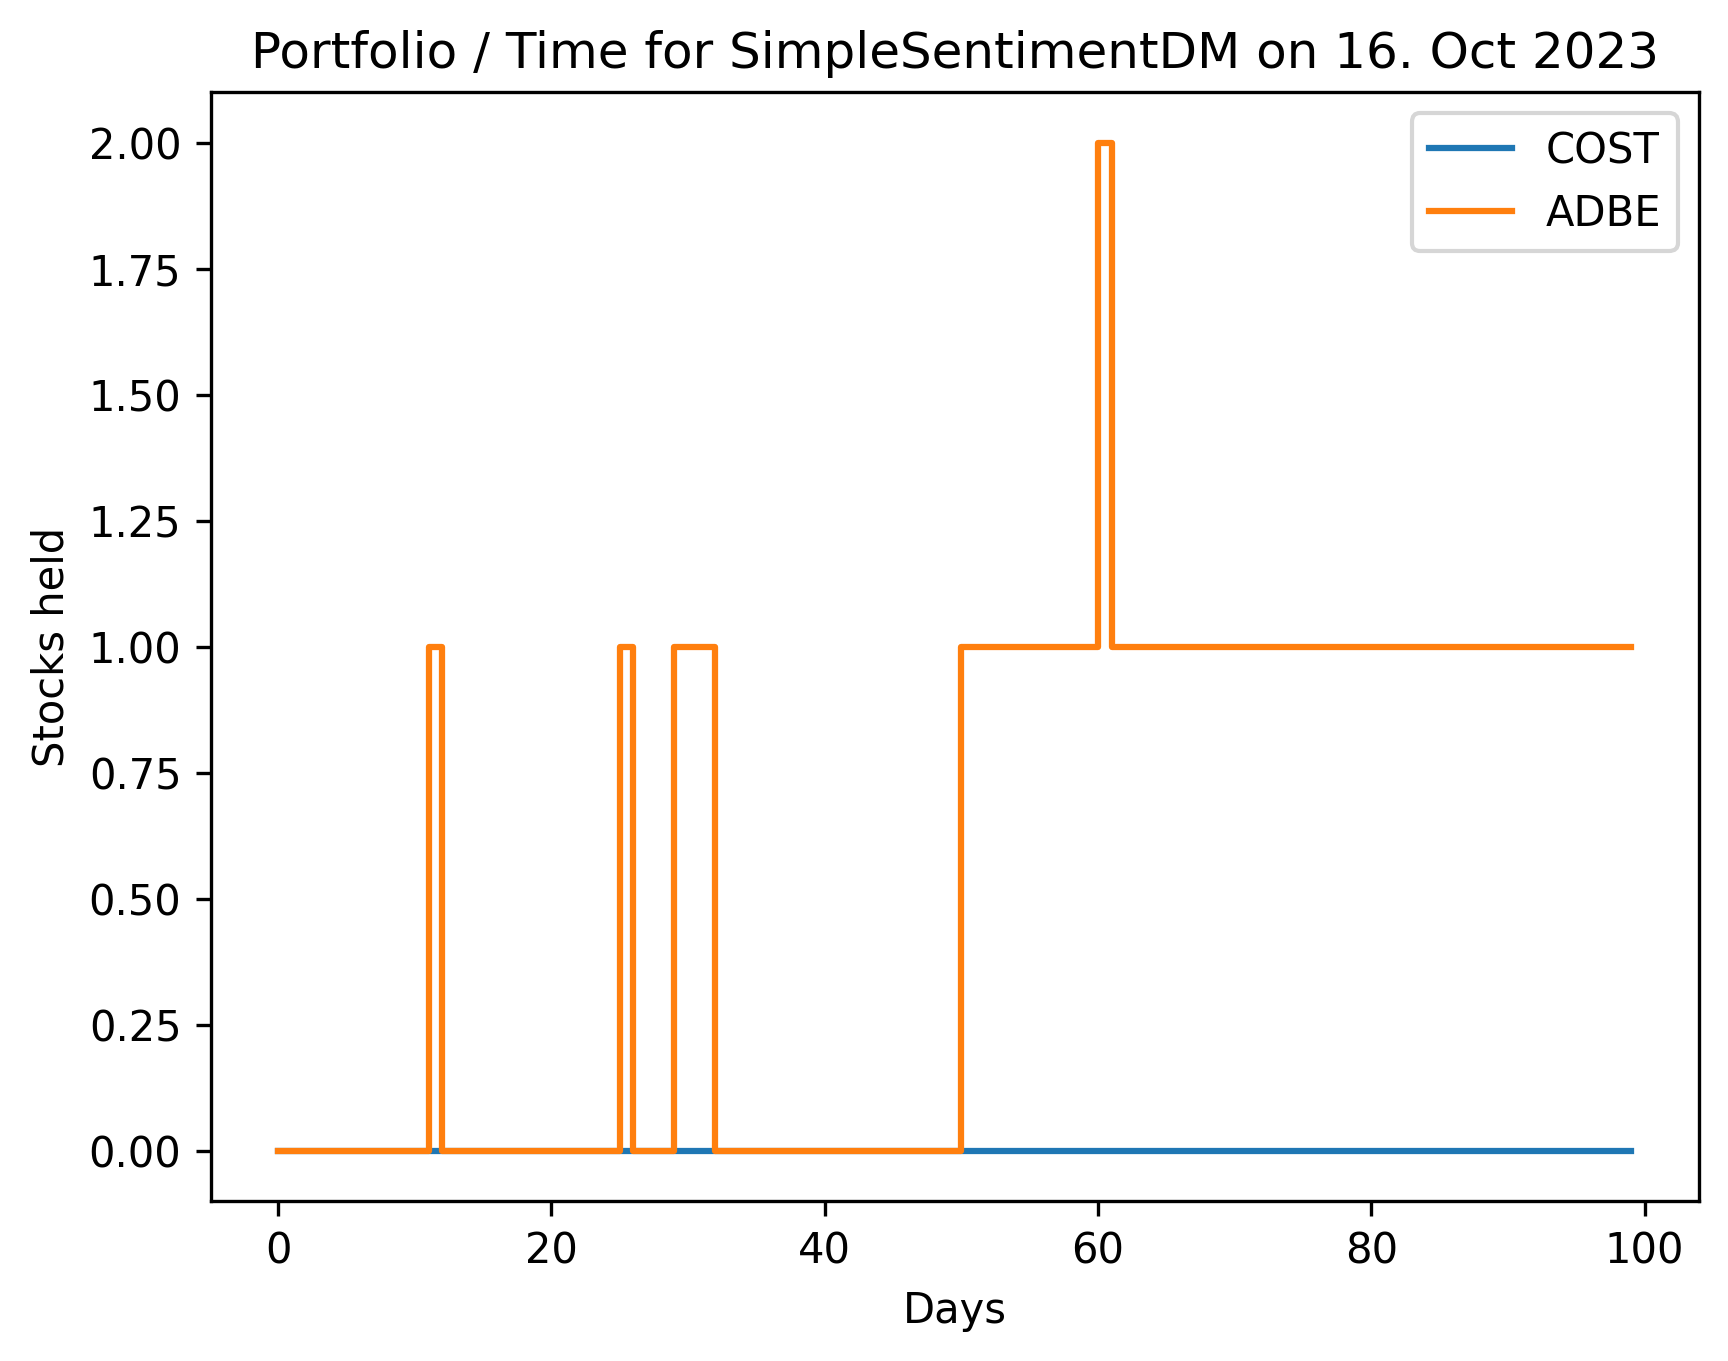 Portfolio / Time for SimpleSentimentDM on 16. Oct 2023
COST
ADBE
2.00
1.75
1.50
1.25
1.00
0.75
0.50
0.25
0.00
Stocks held
0 20 40 60 80 100
Days